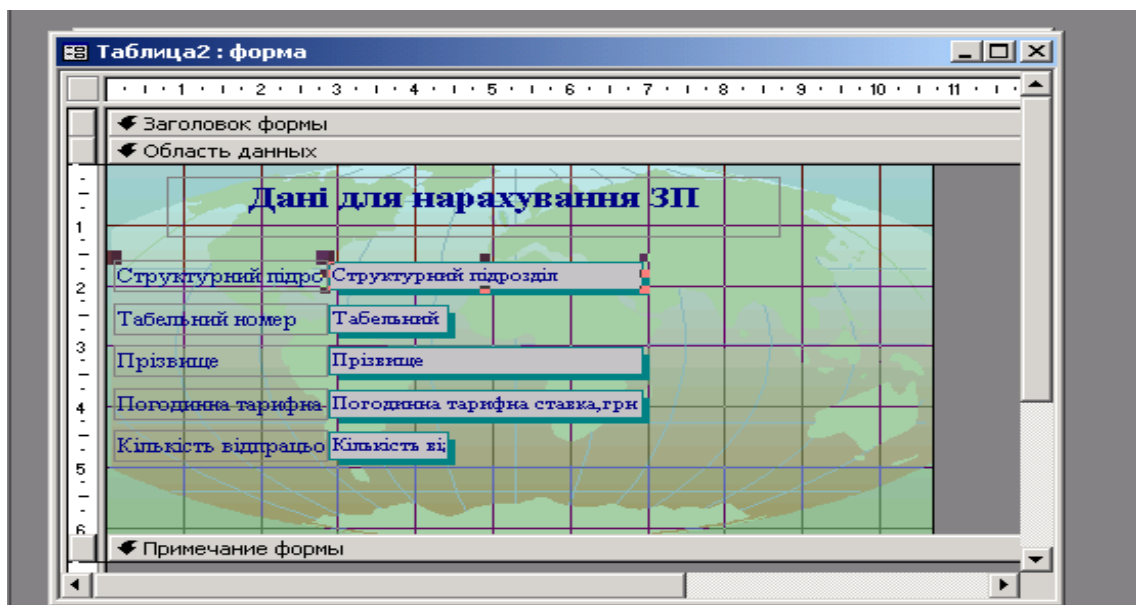 Таблица2 : форма
1 2 3 4 5 6 7 8 9 10 11
Заголовок формы
Область данных
Дані для нарахування ЗП
1
Структурний підро Структурний підрозділ
2
Табельний номер Табельний
3
Прізвище Прізвище
4
Погодинна тарифна Погодинна тарифна ставка,грн
Кількість відпрацьо Кількість ві
5
6
Примечание формы